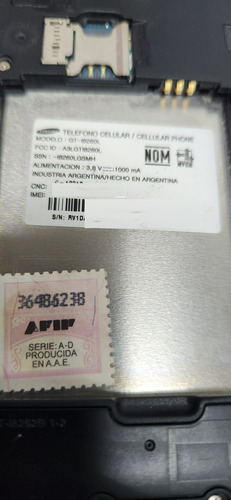 SAMSUNG TELEFONO CELULAR / CELLULAR PHONE
MODELO : GT-I8260L
FCC ID : A3LGTI8260L
SSN : -I8260LGSMH
ALIMENTACION : 3,8 V 1000 mA
INDUSTRIA ARGENTINA/HECHO EN ARGENTINA
NOM
CNC:
IMEI:
S/N: RV1D
36486238
AFIP
SERIE: A-D
PRODUCIDA
EN A.A.E.